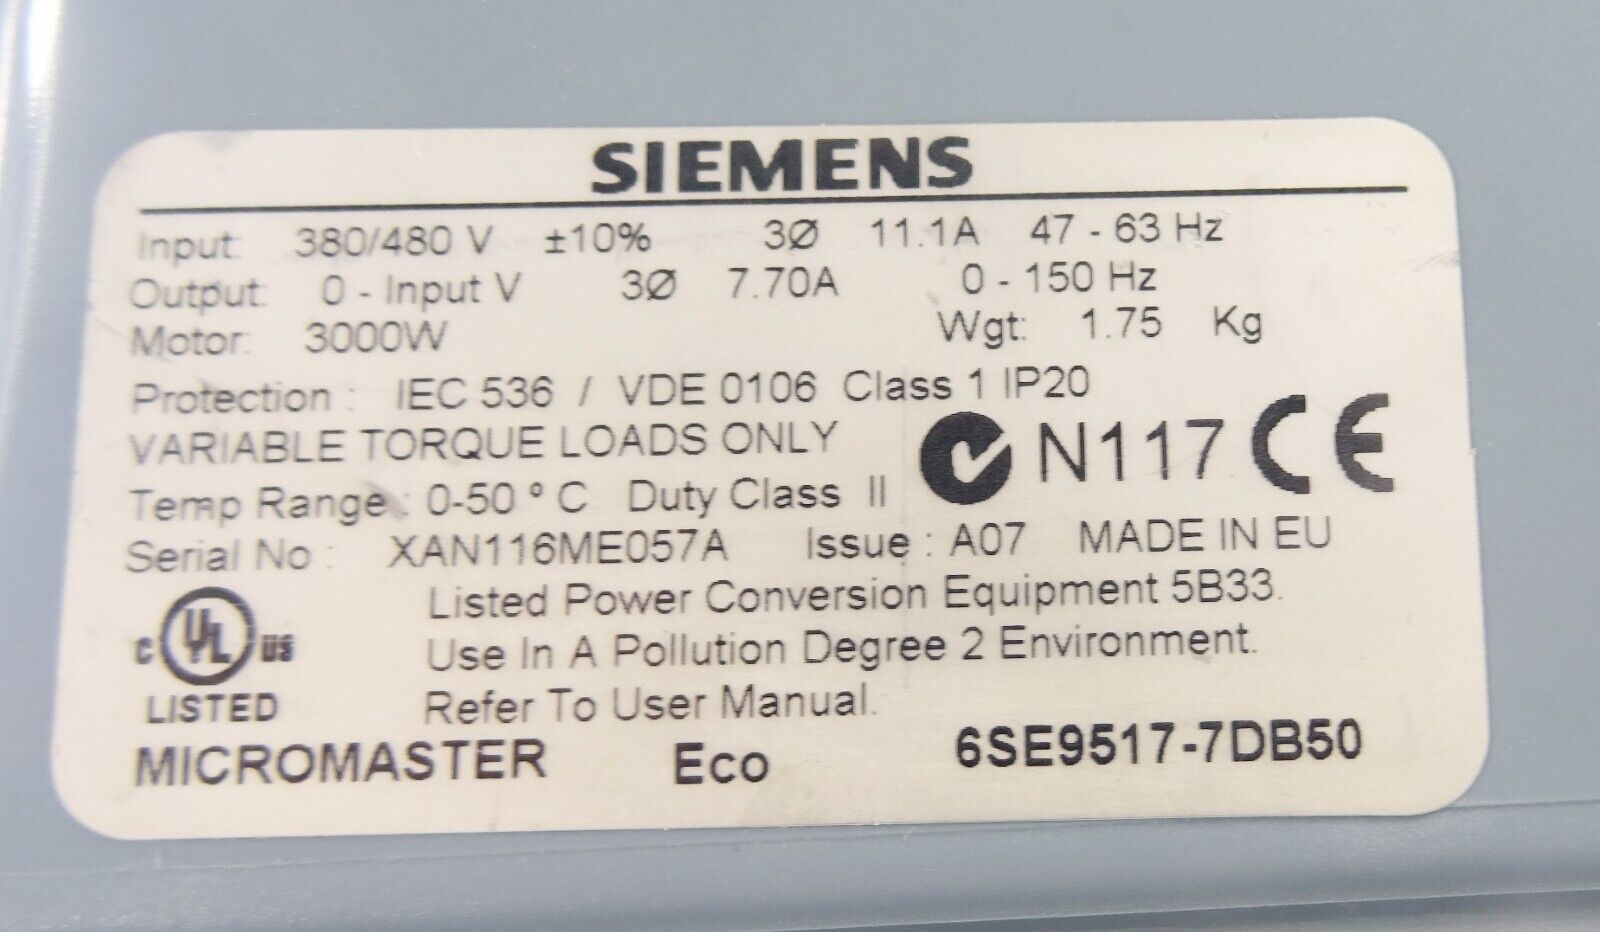 SIEMENS
Input: 380/480 V ±10% 3Ø 11.1A 47 - 63 Hz
Output: 0 - Input V 3Ø 7.70A 0 - 150 Hz
Motor: 3000W Wgt: 1.75 Kg
Protection : IEC 536 / VDE 0106 Class 1 IP20
VARIABLE TORQUE LOADS ONLY N117 CE
Temp Range : 0-50 ° C Duty Class II
Serial No : XAN116ME057A Issue : A07 MADE IN EU
Listed Power Conversion Equipment 5B33.
C UL US Use In A Pollution Degree 2 Environment.
LISTED Refer To User Manual.
MICROMASTER Eco 6SE9517-7DB50